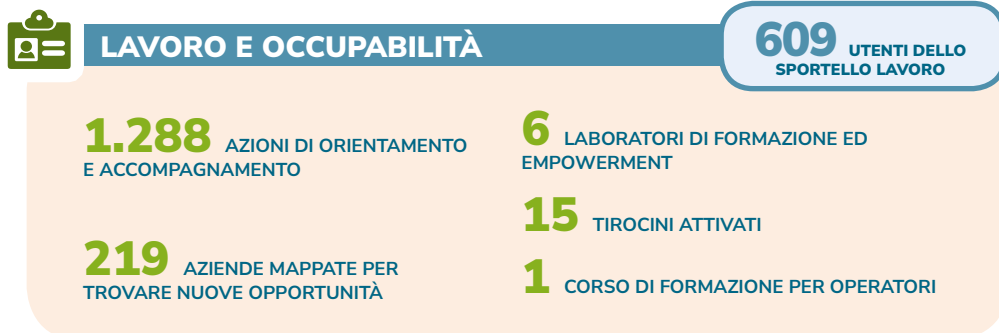 LAVORO E OCCUPABILITÀ
609 UTENTI DELLO
SPORTELLO LAVORO
1.288 AZIONI DI ORIENTAMENTO
E ACCOMPAGNAMENTO
219 AZIENDE MAPPATE PER
TROVARE NUOVE OPPORTUNITÀ
6 LABORATORI DI FORMAZIONE ED
EMPOWERMENT
15 TIROCINI ATTIVATI
1 CORSO DI FORMAZIONE PER OPERATORI